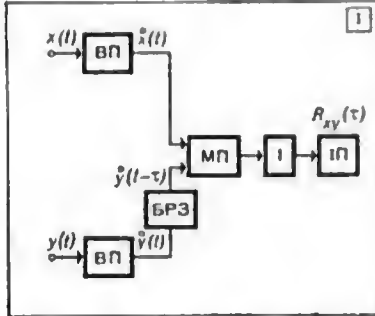 1
x(t)
ẋ(t)
ВП
R_xy(τ)
МП
І
ІП
ẏ(t-τ)
БРЗ
y(t)
ẏ(t)
ВП